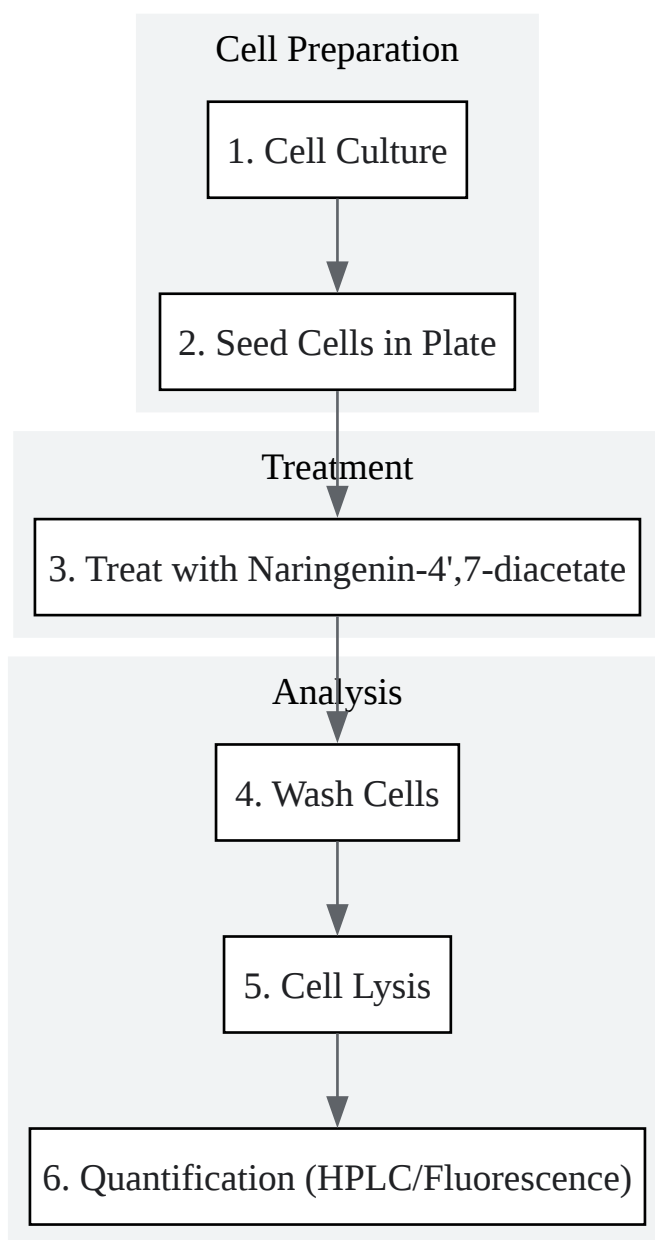 Cell Preparation
1. Cell Culture
2. Seed Cells in Plate
Treatment
3. Treat with Naringenin-4',7-diacetate
Analysis
4. Wash Cells
5. Cell Lysis
6. Quantification (HPLC/Fluorescence)